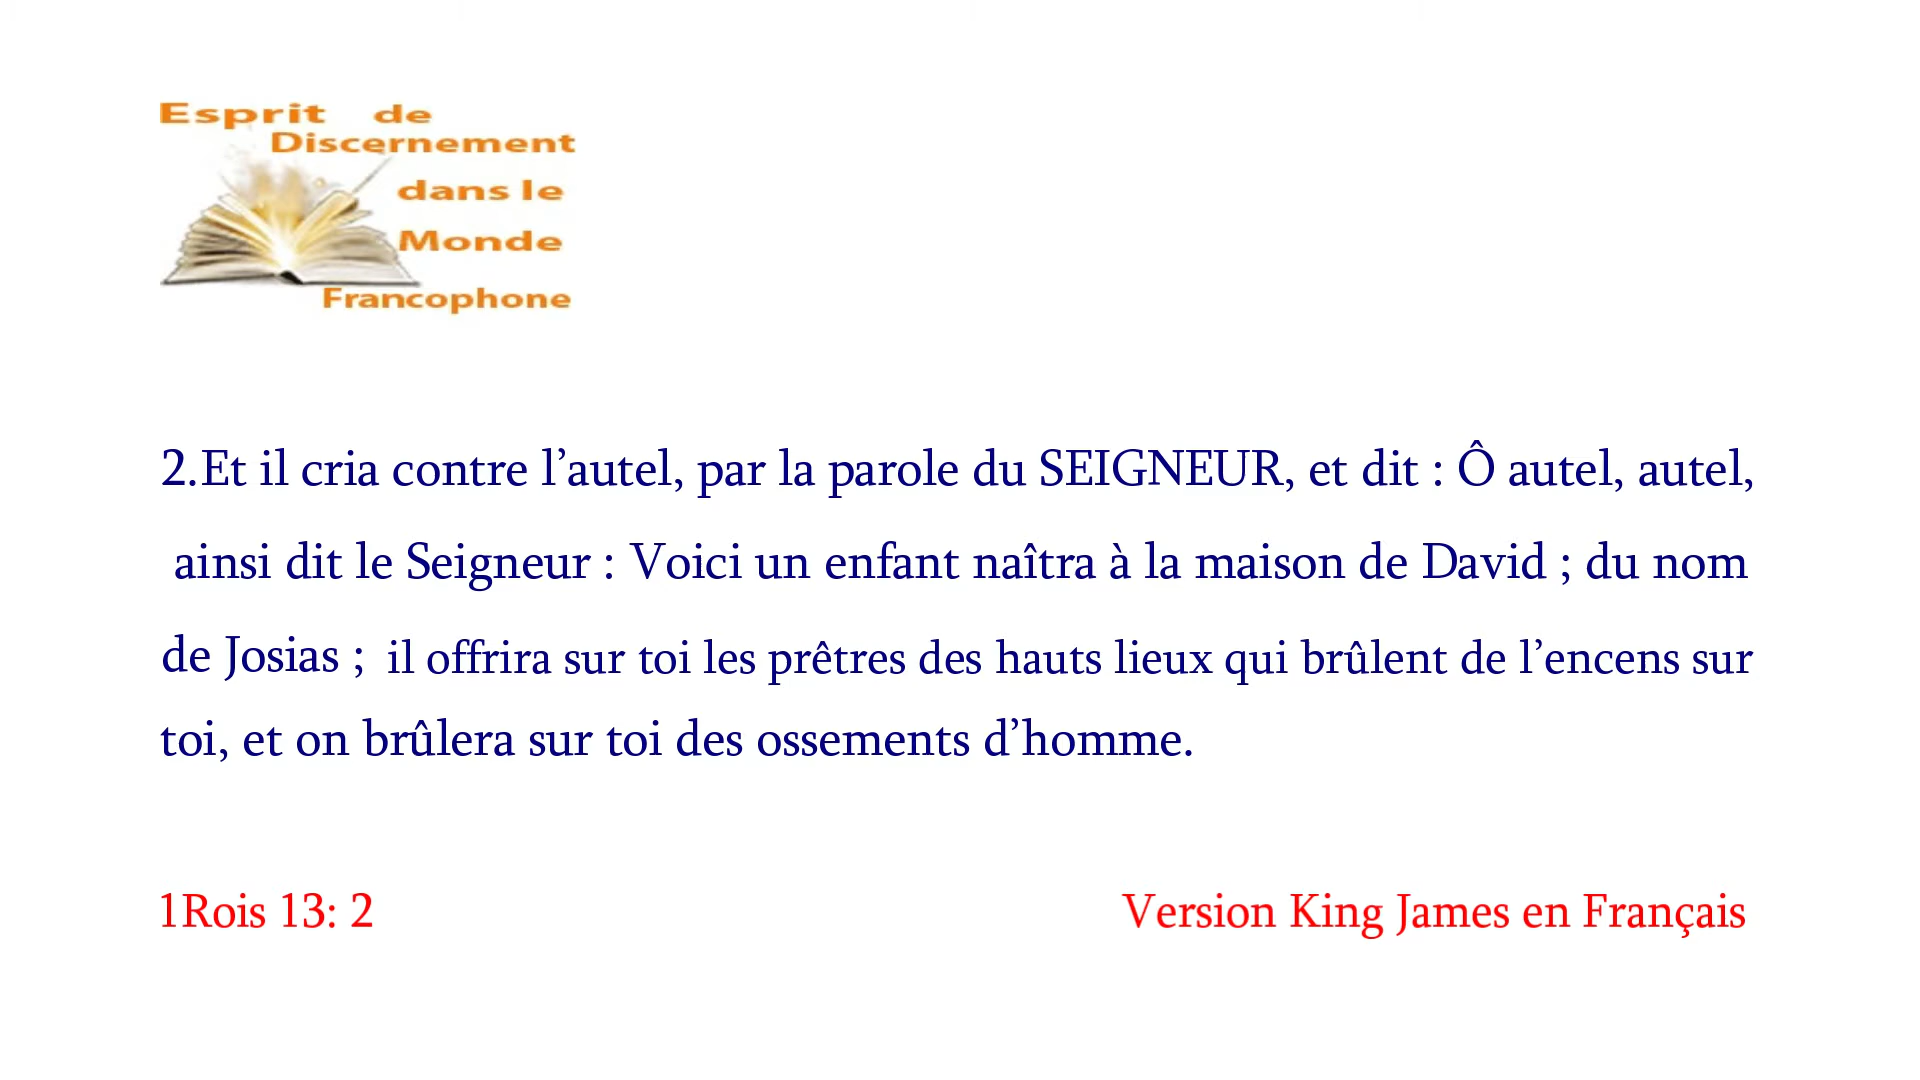 Esprit de
Discernement
dans le
Monde
Francophone
2.Et il cria contre l’autel, par la parole du SEIGNEUR, et dit : Ô autel, autel,
ainsi dit le Seigneur : Voici un enfant naîtra à la maison de David ; du nom
de Josias ; il offrira sur toi les prêtres des hauts lieux qui brûlent de l’encens sur
toi, et on brûlera sur toi des ossements d’homme.
1Rois 13: 2
Version King James en Français